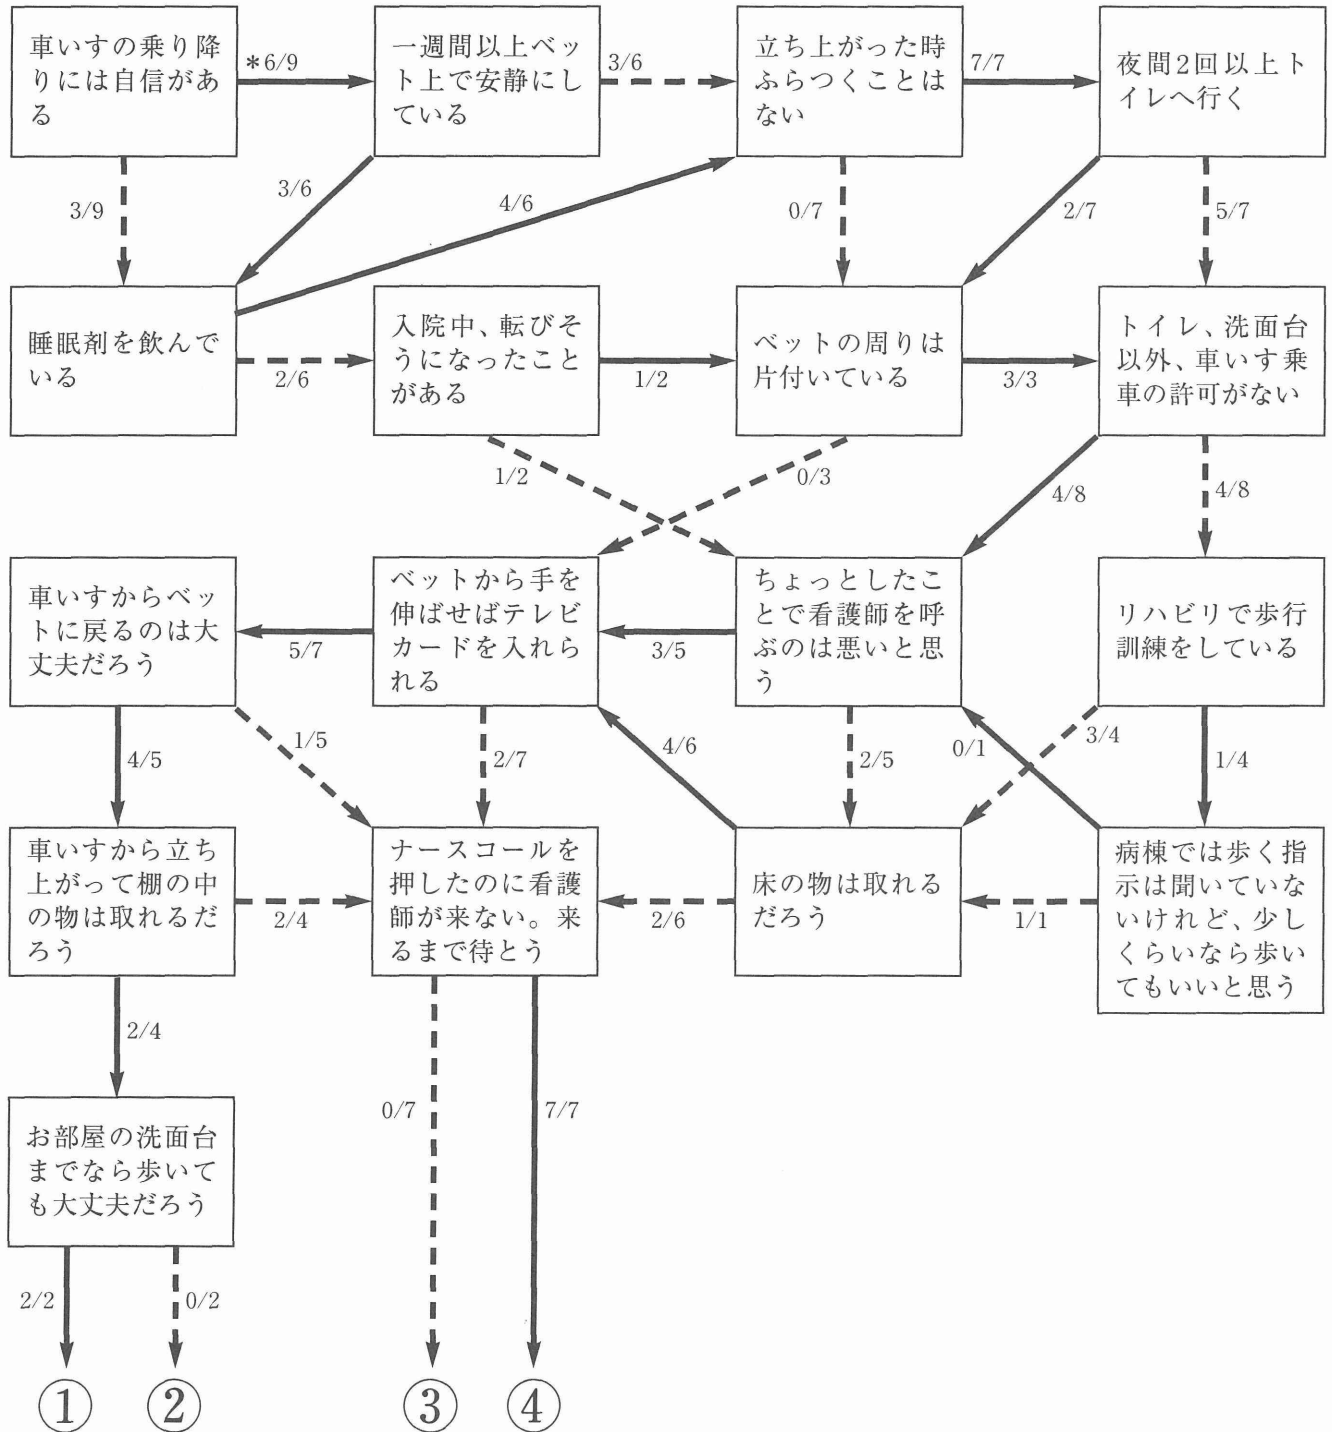 車いすの乗り降
りには自信があ
る
*6/9
一週間以上ベッ
ト上で安静にし
ている
3/6
立ち上がった時
ふらつくことは
ない
7/7
夜間2回以上ト
イレへ行く
3/9
3/6
4/6
0/7
2/7
5/7
睡眠剤を飲んで
いる
2/6
入院中、転びそ
うになったこと
がある
1/2
ベットの周りは
片付いている
3/3
トイレ、洗面台
以外、車いす乗
車の許可がない
1/2
0/3
4/8
4/8
車いすからベッ
トに戻るのは大
丈夫だろう
5/7
ベットから手を
伸ばせばテレビ
カードを入れら
れる
3/5
ちょっとしたこ
とで看護師を呼
ぶのは悪いと思
う
リハビリで歩行
訓練をしている
4/5
1/5
2/7
4/6
2/5
0/1
3/4
1/4
車いすから立ち
上がって棚の中
の物は取れるだ
ろう
2/4
ナースコールを
押したのに看護
師が来ない。来
るまで待とう
2/6
床の物は取れる
だろう
1/1
病棟では歩く指
示は聞いていな
いけれど、少し
くらいなら歩い
てもいいと思う
2/4
0/7
7/7
お部屋の洗面台
までなら歩いて
も大丈夫だろう
2/2
0/2
①
②
③
④